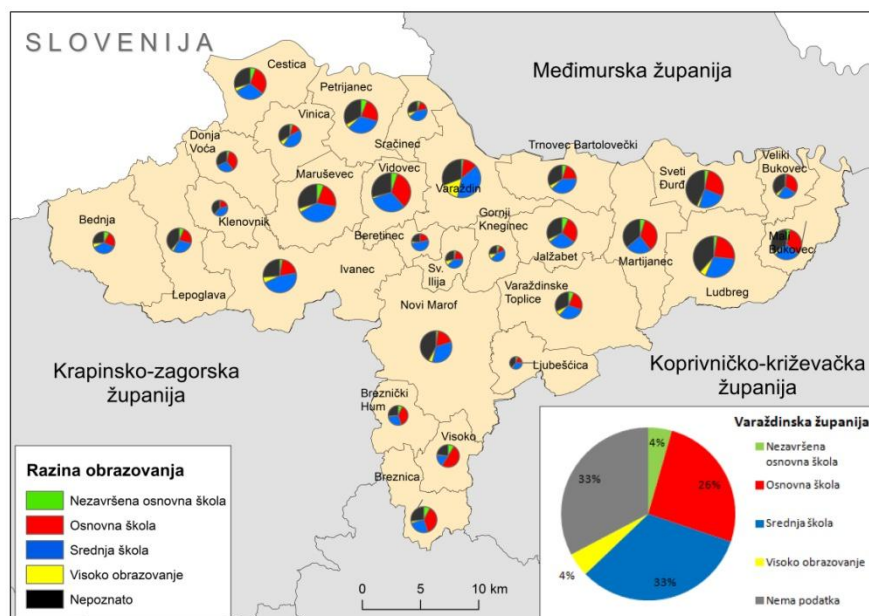 SLOVENIJA
Međimurska županija
Krapinsko-zagorska
županija
Koprivničko-križevačka
županija
Cestica
Petrijanec
Vinica
Sračinec
Donja
Voća
Maruševec
Vidovec
Varaždin
Trnovec Bartolovečki
Sveti
Đurđ
Veliki
Bukovec
Bednja
Klenovnik
Beretinec
Gornji
Kneginec
Mali
Bukovec
Lepoglava
Ivanec
Sv.
Ilija
Jalžabet
Martijanec
Ludbreg
Varaždinske
Toplice
Novi Marof
Ljubešćica
Breznički
Hum
Visoko
Breznica
Razina obrazovanja
Nezavršena osnovna škola
Osnovna škola
Srednja škola
Visoko obrazovanje
Nepoznato
0 5 10 km
Varaždinska županija
4%
26%
33%
4%
33%
Nezavršena
osnovna škola
Osnovna škola
Srednja škola
Visoko obrazovanje
Nema podatka